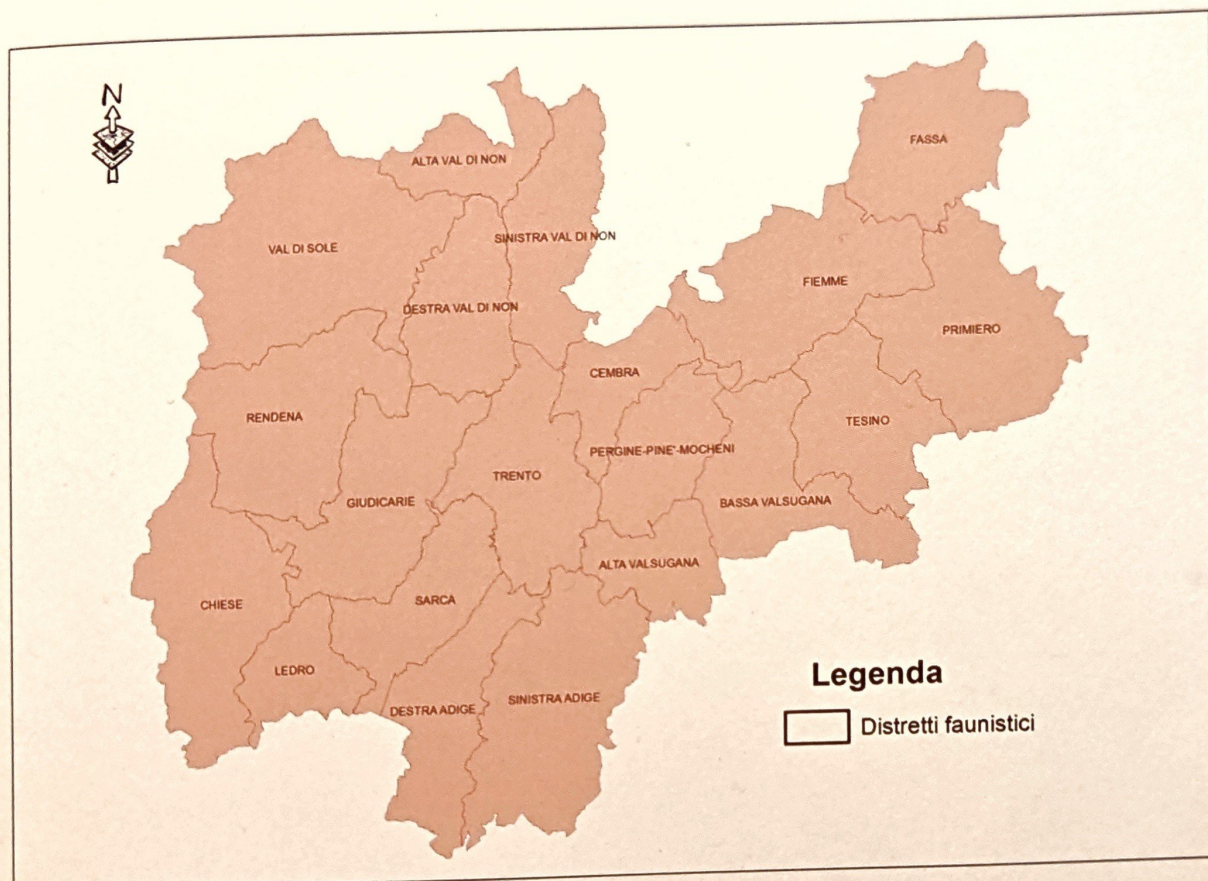 N
FASSA
ALTA VAL DI NON
SINISTRA VAL DI NON
VAL DI SOLE
FIEMME
DESTRA VAL DI NON
PRIMIERO
CEMBRA
RENDENA
TESINO
PERGINE-PINE'-MOCHENI
TRENTO
GIUDICARIE
BASSA VALSUGANA
ALTA VALSUGANA
SARCA
CHIESE
LEDRO
SINISTRA ADIGE
DESTRA ADIGE
Legenda
Distretti faunistici